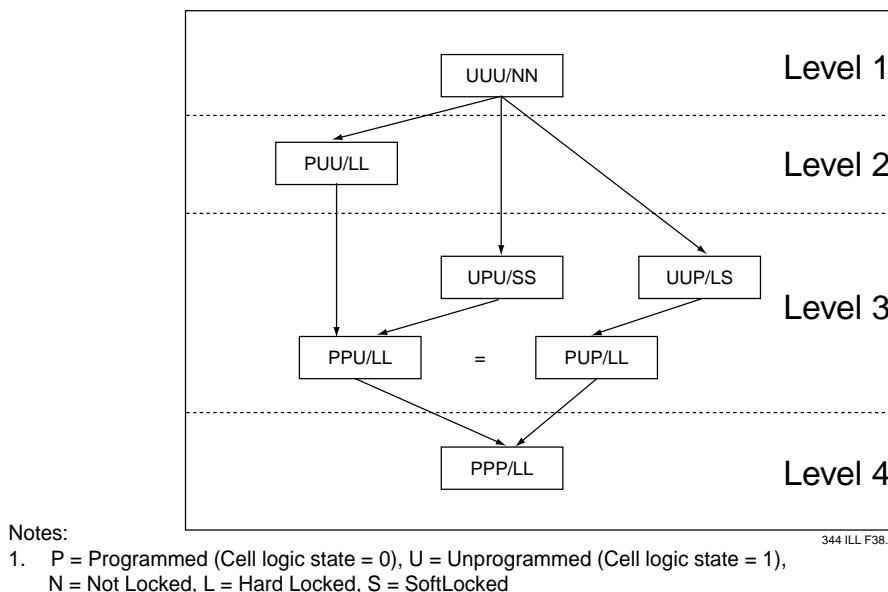 UUU/NN
Level 1
PUU/LL
Level 2
UPU/SS
UUP/LS
Level 3
PPU/LL
=
PUP/LL
PPP/LL
Level 4
344 ILL F38.
Notes:
1. P = Programmed (Cell logic state = 0), U = Unprogrammed (Cell logic state = 1),
N = Not Locked, L = Hard Locked, S = SoftLocked